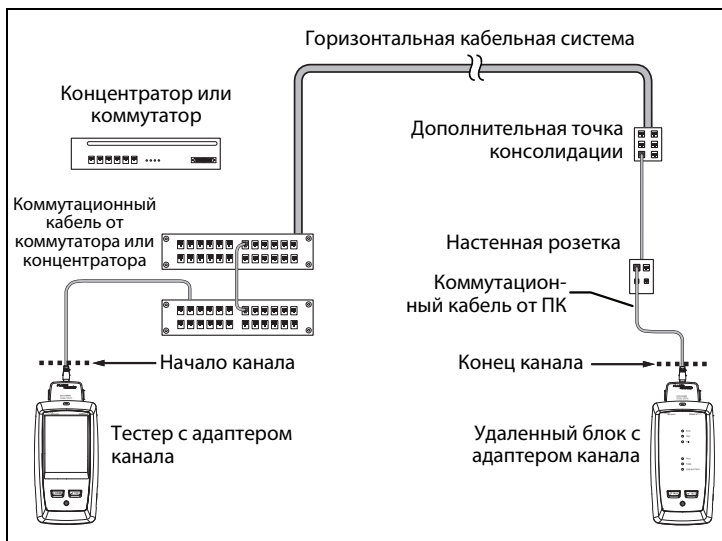 Горизонтальная кабельная система
Концентратор или
коммутатор
Дополнительная точка
консолидации
Коммутационный
кабель от
коммутатора или
концентратора
Настенная розетка
Коммутацион-
ный кабель от ПК
Начало канала
Конец канала
Тестер с адаптером
канала
Удаленный блок с
адаптером канала